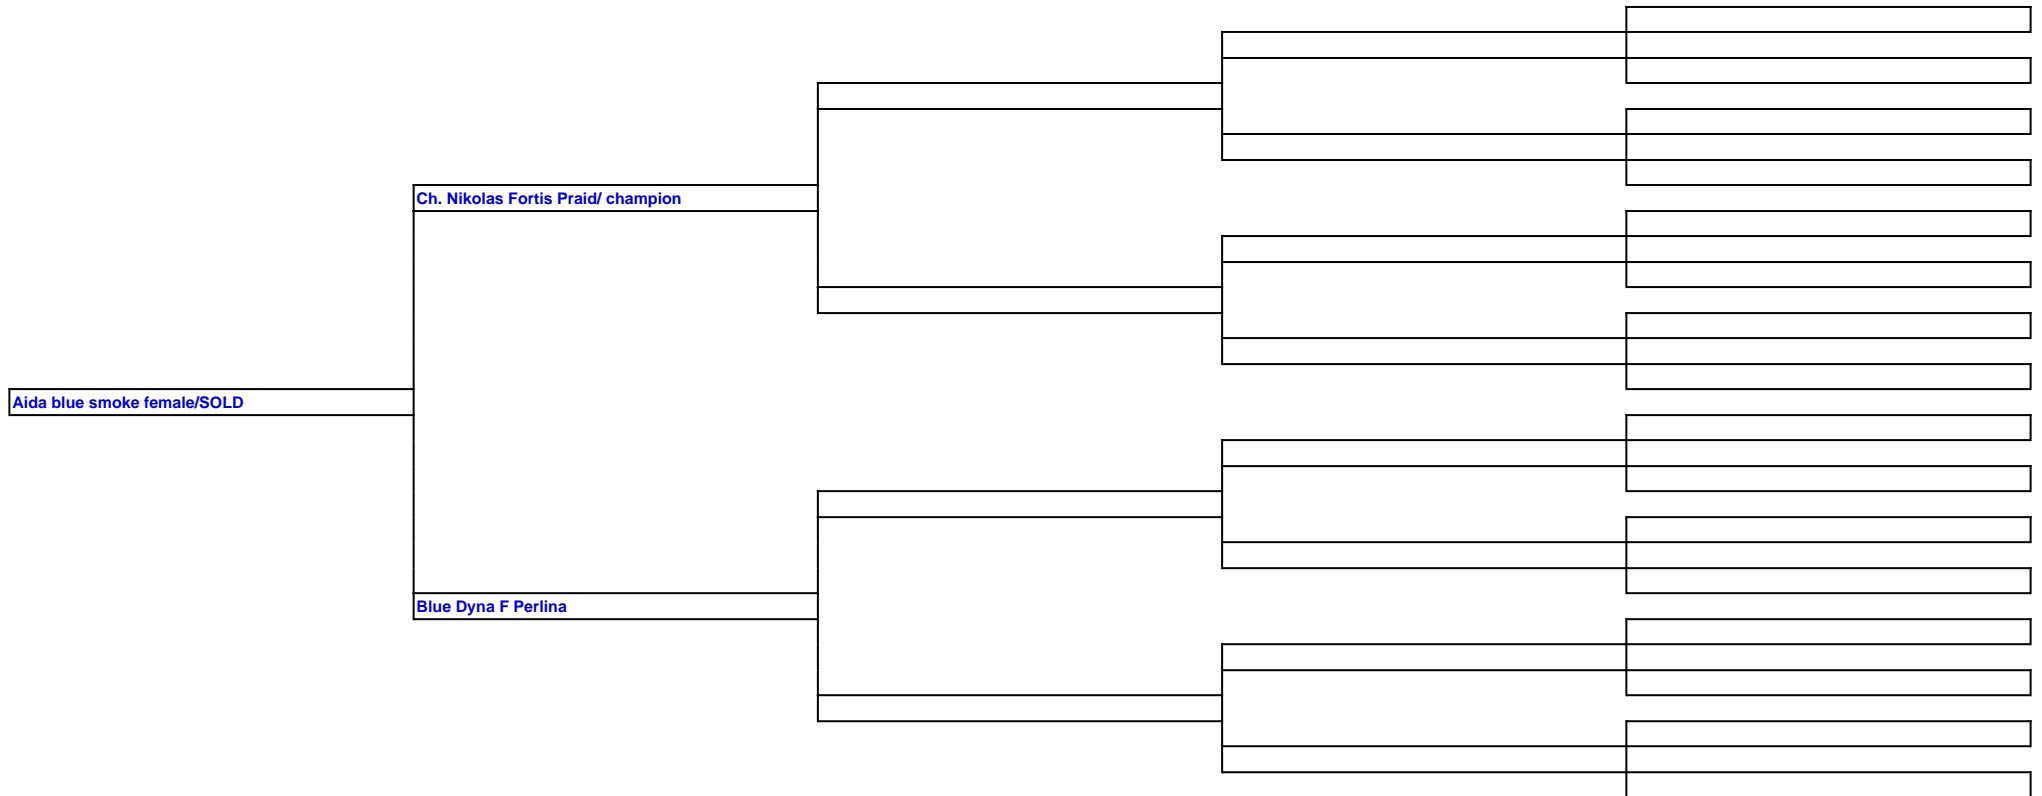 Ch. Nikolas Fortis Praid/ champion
Aida blue smoke female/SOLD
Blue Dyna F Perlina